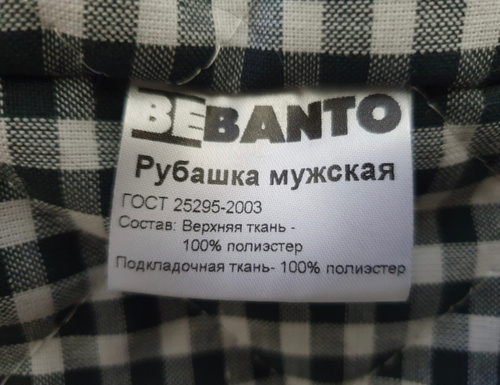 BEBANTO
Рубашка мужская
ГОСТ 25295-2003
Состав: Верхняя ткань -
100% полиэстер
Подкладочная ткань- 100% полиэстер